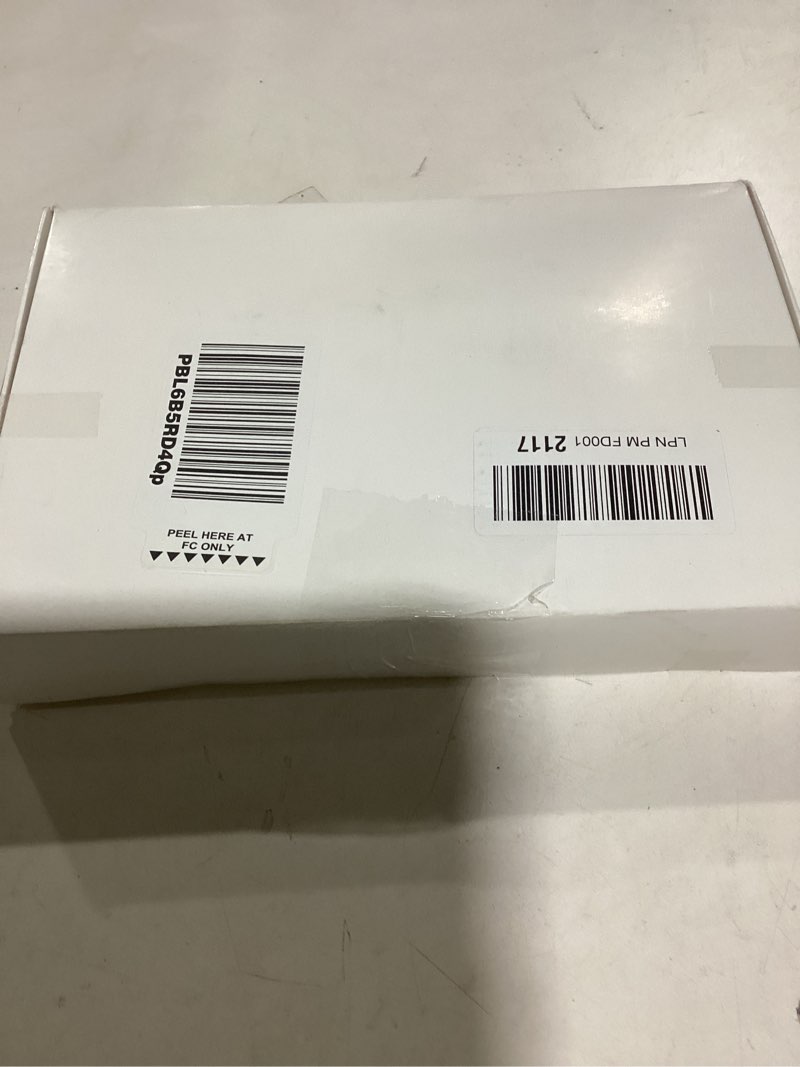 PBL6B5RD4Qp
PEEL HERE AT
FC ONLY
LPN PM FD001 2117